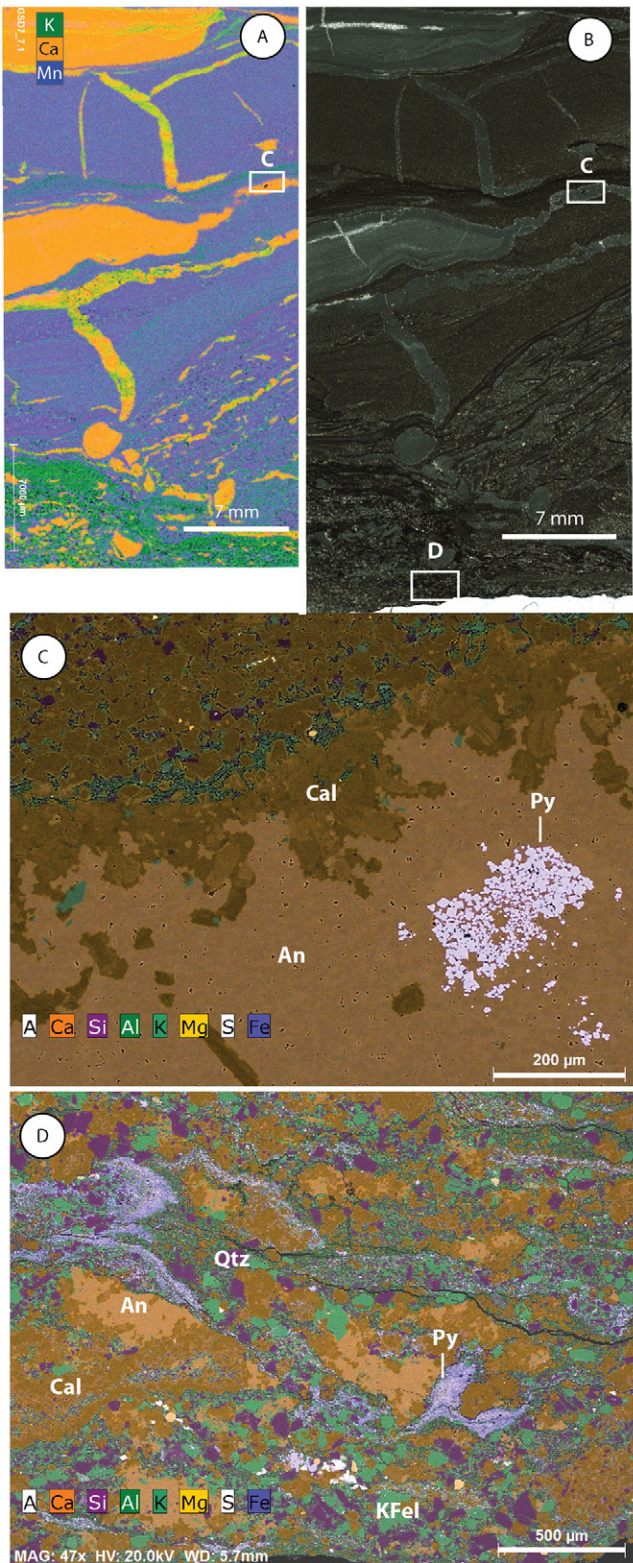 GSD7_7.1
K
Ca
Mn
A
C
7000 µm
7 mm
B
C
7 mm
D
C
Cal
Py
An
A Ca Si Al K Mg S Fe
200 µm
D
Qtz
An
Py
Cal
A Ca Si Al K Mg S Fe
KFel
MAG: 47x HV: 20.0kV WD: 5.7mm
500 µm